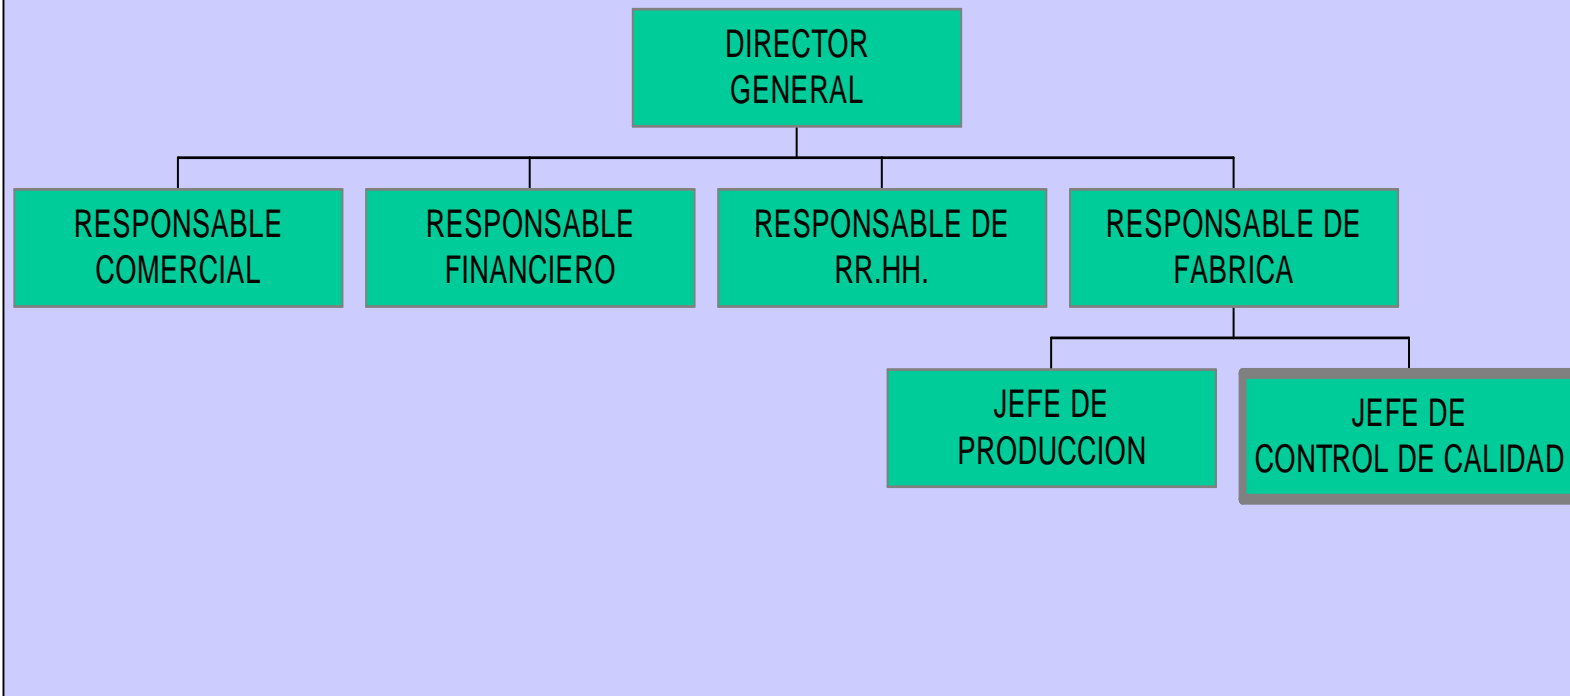 DIRECTOR
GENERAL
RESPONSABLE
COMERCIAL
RESPONSABLE
FINANCIERO
RESPONSABLE DE
RR.HH.
RESPONSABLE DE
FABRICA
JEFE DE
PRODUCCION
JEFE DE
CONTROL DE CALIDAD